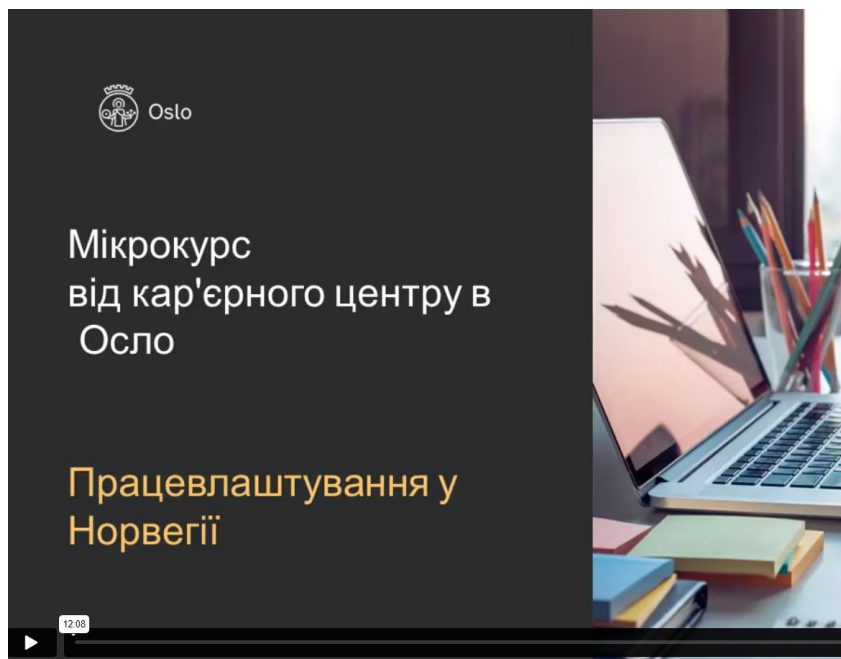 Oslo
Мікрокурс
від кар'єрного центру в
Осло
Працевлаштування у
Норвегії
12:08